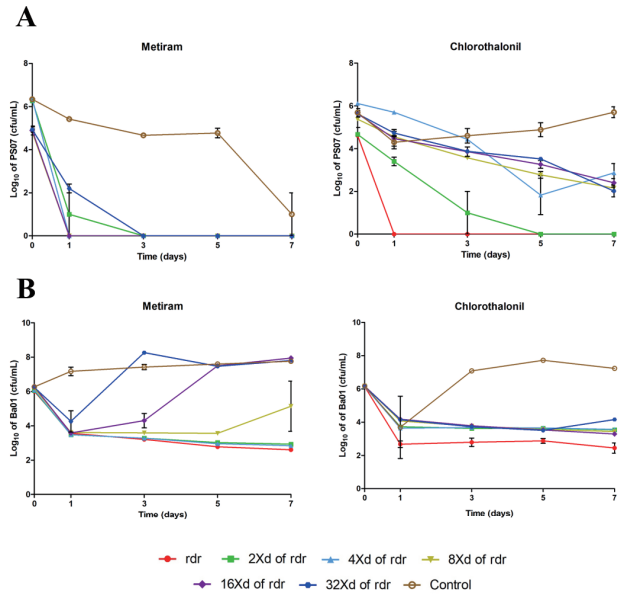 A
Metiram
Chlorothalonil
Log10 of PS07 (cfu/mL)
8
6
4
2
0
0 1 3 5 7
Time (days)
Log10 of PS07 (cfu/mL)
8
6
4
2
0
0 1 3 5 7
Time (days)
B
Metiram
Chlorothalonil
Log10 of Ba01 (cfu/mL)
10
8
6
4
2
0
0 1 3 5 7
Time (days)
Log10 of of Ba01 (cfu/mL)
10
8
6
4
2
0
0 1 3 5 7
Time (days)
rdr 2Xd of rdr 4Xd of rdr 8Xd of rdr
16Xd of rdr 32Xd of rdr Control